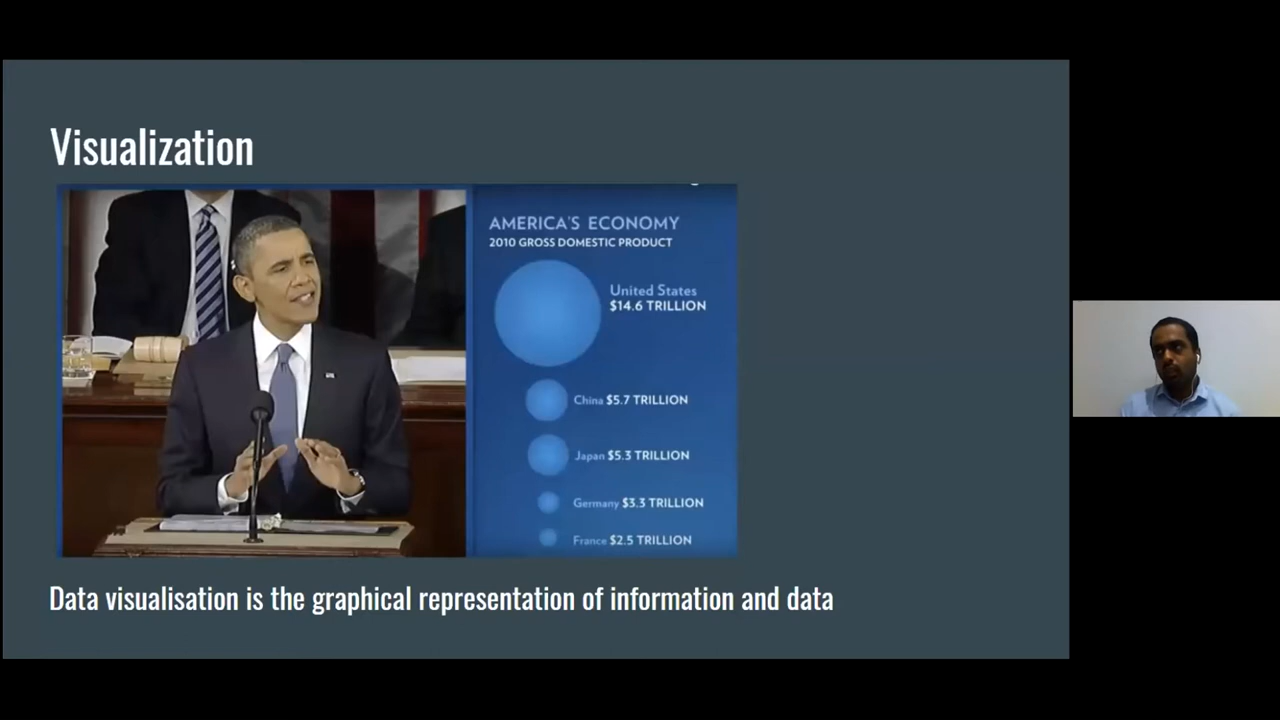 Visualization
AMERICA'S ECONOMY
2010 GROSS DOMESTIC PRODUCT
United States
$14.6 TRILLION
China $5.7 TRILLION
Japan $5.3 TRILLION
Germany $3.3 TRILLION
France $2.5 TRILLION
Data visualisation is the graphical representation of information and data